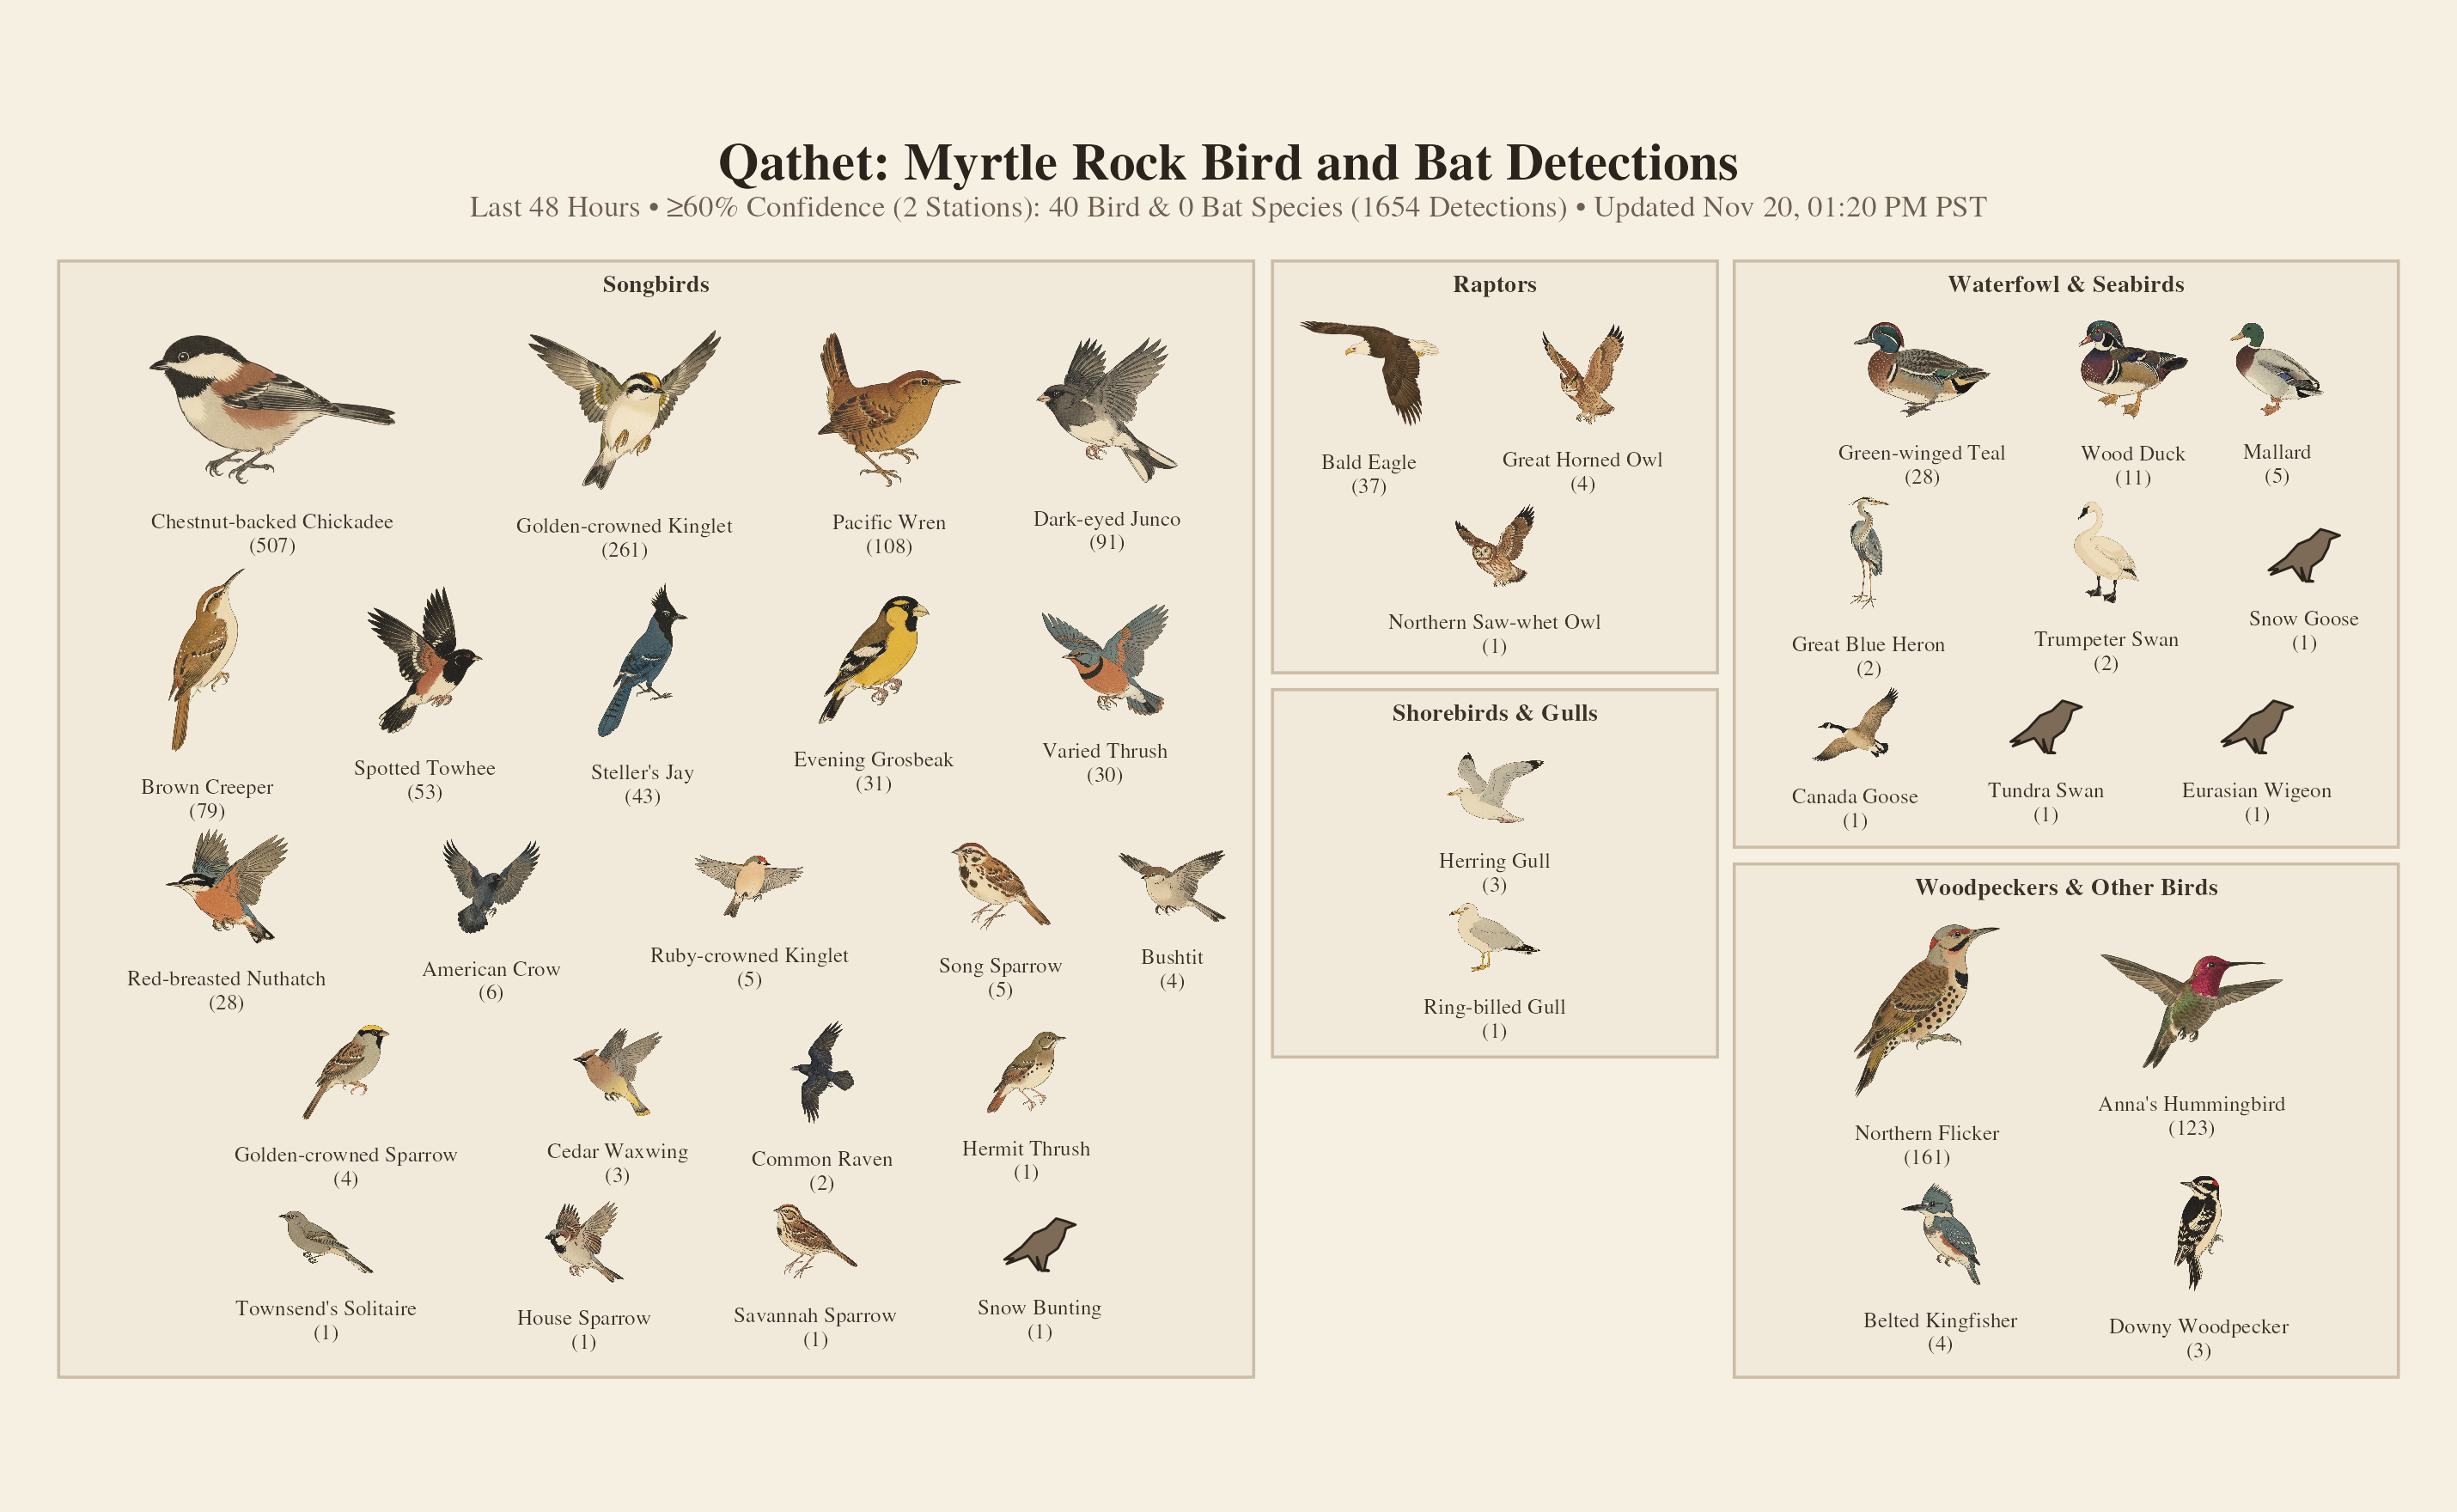 Qathet: Myrtle Rock Bird and Bat Detections
Last 48 Hours • ≥60% Confidence (2 Stations): 40 Bird & 0 Bat Species (1654 Detections) • Updated Nov 20, 01:20 PM PST
Songbirds
Chestnut-backed Chickadee
(507)
Golden-crowned Kinglet
(261)
Pacific Wren
(108)
Dark-eyed Junco
(91)
Brown Creeper
(79)
Spotted Towhee
(53)
Steller's Jay
(43)
Evening Grosbeak
(31)
Varied Thrush
(30)
Red-breasted Nuthatch
(28)
American Crow
(6)
Ruby-crowned Kinglet
(5)
Song Sparrow
(5)
Bushtit
(4)
Golden-crowned Sparrow
(4)
Cedar Waxwing
(3)
Common Raven
(2)
Hermit Thrush
(1)
Townsend's Solitaire
(1)
House Sparrow
(1)
Savannah Sparrow
(1)
Snow Bunting
(1)
Raptors
Bald Eagle
(37)
Great Horned Owl
(4)
Northern Saw-whet Owl
(1)
Shorebirds & Gulls
Herring Gull
(3)
Ring-billed Gull
(1)
Waterfowl & Seabirds
Green-winged Teal
(28)
Wood Duck
(11)
Mallard
(5)
Great Blue Heron
(2)
Trumpeter Swan
(2)
Snow Goose
(1)
Canada Goose
(1)
Tundra Swan
(1)
Eurasian Wigeon
(1)
Woodpeckers & Other Birds
Northern Flicker
(161)
Anna's Hummingbird
(123)
Belted Kingfisher
(4)
Downy Woodpecker
(3)